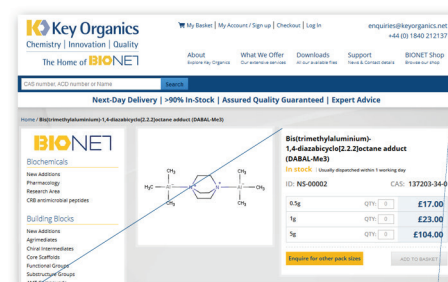 Key Organics
Chemistry | Innovation | Quality
The Home of BIONET
My Basket | My Account / Sign up | Checkout | Log in
enquiries@keyorganics.net
+44 (0) 1840 212137
About
Explore Key Organics
What We Offer
Our extensive services
Downloads
All our available files
Support
News & Contact details
BIONET Shop
Browse our shop
CAS number, ACD number or Name
Search
Next-Day Delivery | >90% In-Stock | Assured Quality Guaranteed | Expert Advice
Home / Bis(trimethylaluminium)-1,4-diazabicyclo[2.2.2]octane adduct (DABAL-Me3)
BIONET
Biochemicals
New Additions
Pharmacology
Research Area
CRB antimicrobial peptides
Building Blocks
New Additions
Agrimediates
Chiral Intermediates
Core Scaffolds
Functional Groups
Substructure Groups
CH₃
CH₃
H₃C
CH₃
CH₃
CH₃
Bis(trimethylaluminium)-
1,4-diazabicyclo[2.2.2]octane adduct
(DABAL-Me3)
In stock | Usually dispatched within 1 working day
ID: NS-00002 CAS: 137203-34-0
0.5g QTY: 0 £17.00
1g QTY: 0 £23.00
5g QTY: 0 £104.00
Enquire for other pack sizes
ADD TO BASKET